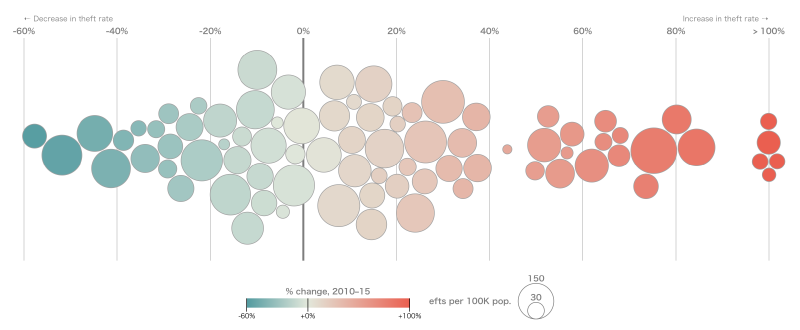 ← Decrease in theft rate Increase in theft rate →
-60% -40% -20% 0% 20% 40% 60% 80% > 100%
150
% change, 2010–15
efts per 100K pop. 30
-60% +0% +100%